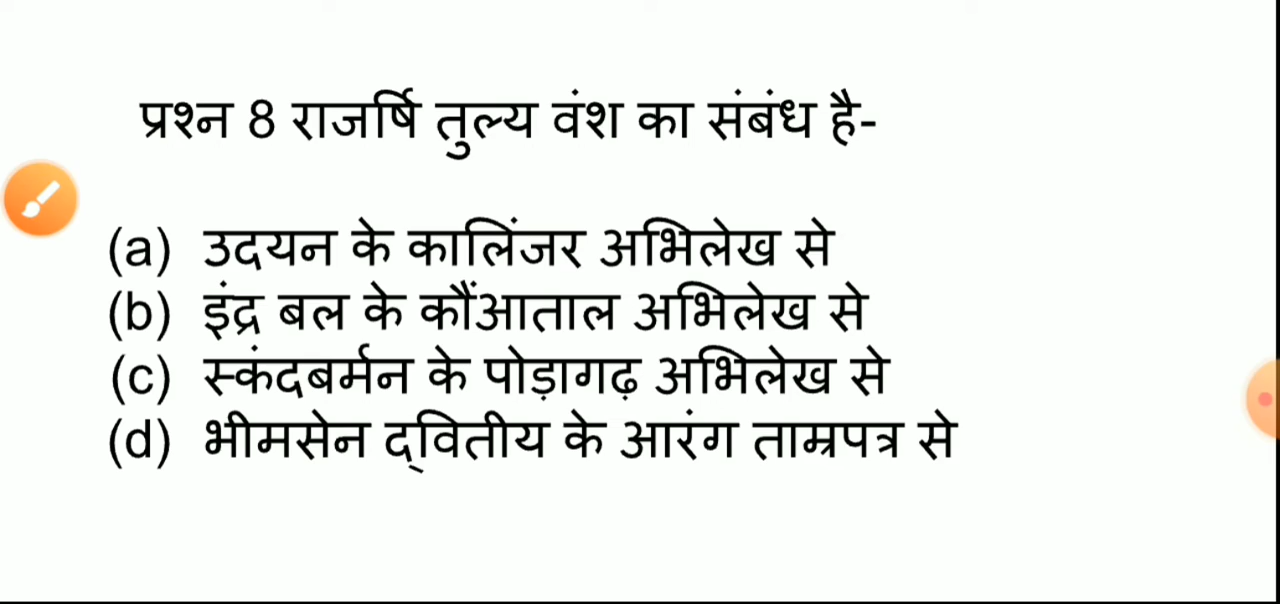 प्रश्न 8 राजर्षि तुल्य वंश का संबंध है-
(a) उदयन के कालिंजर अभिलेख से
(b) इंद्र बल के कौंआताल अभिलेख से
(c) स्कंदबर्मन के पोड़ागढ़ अभिलेख से
(d) भीमसेन द्वितीय के आरंग ताम्रपत्र से